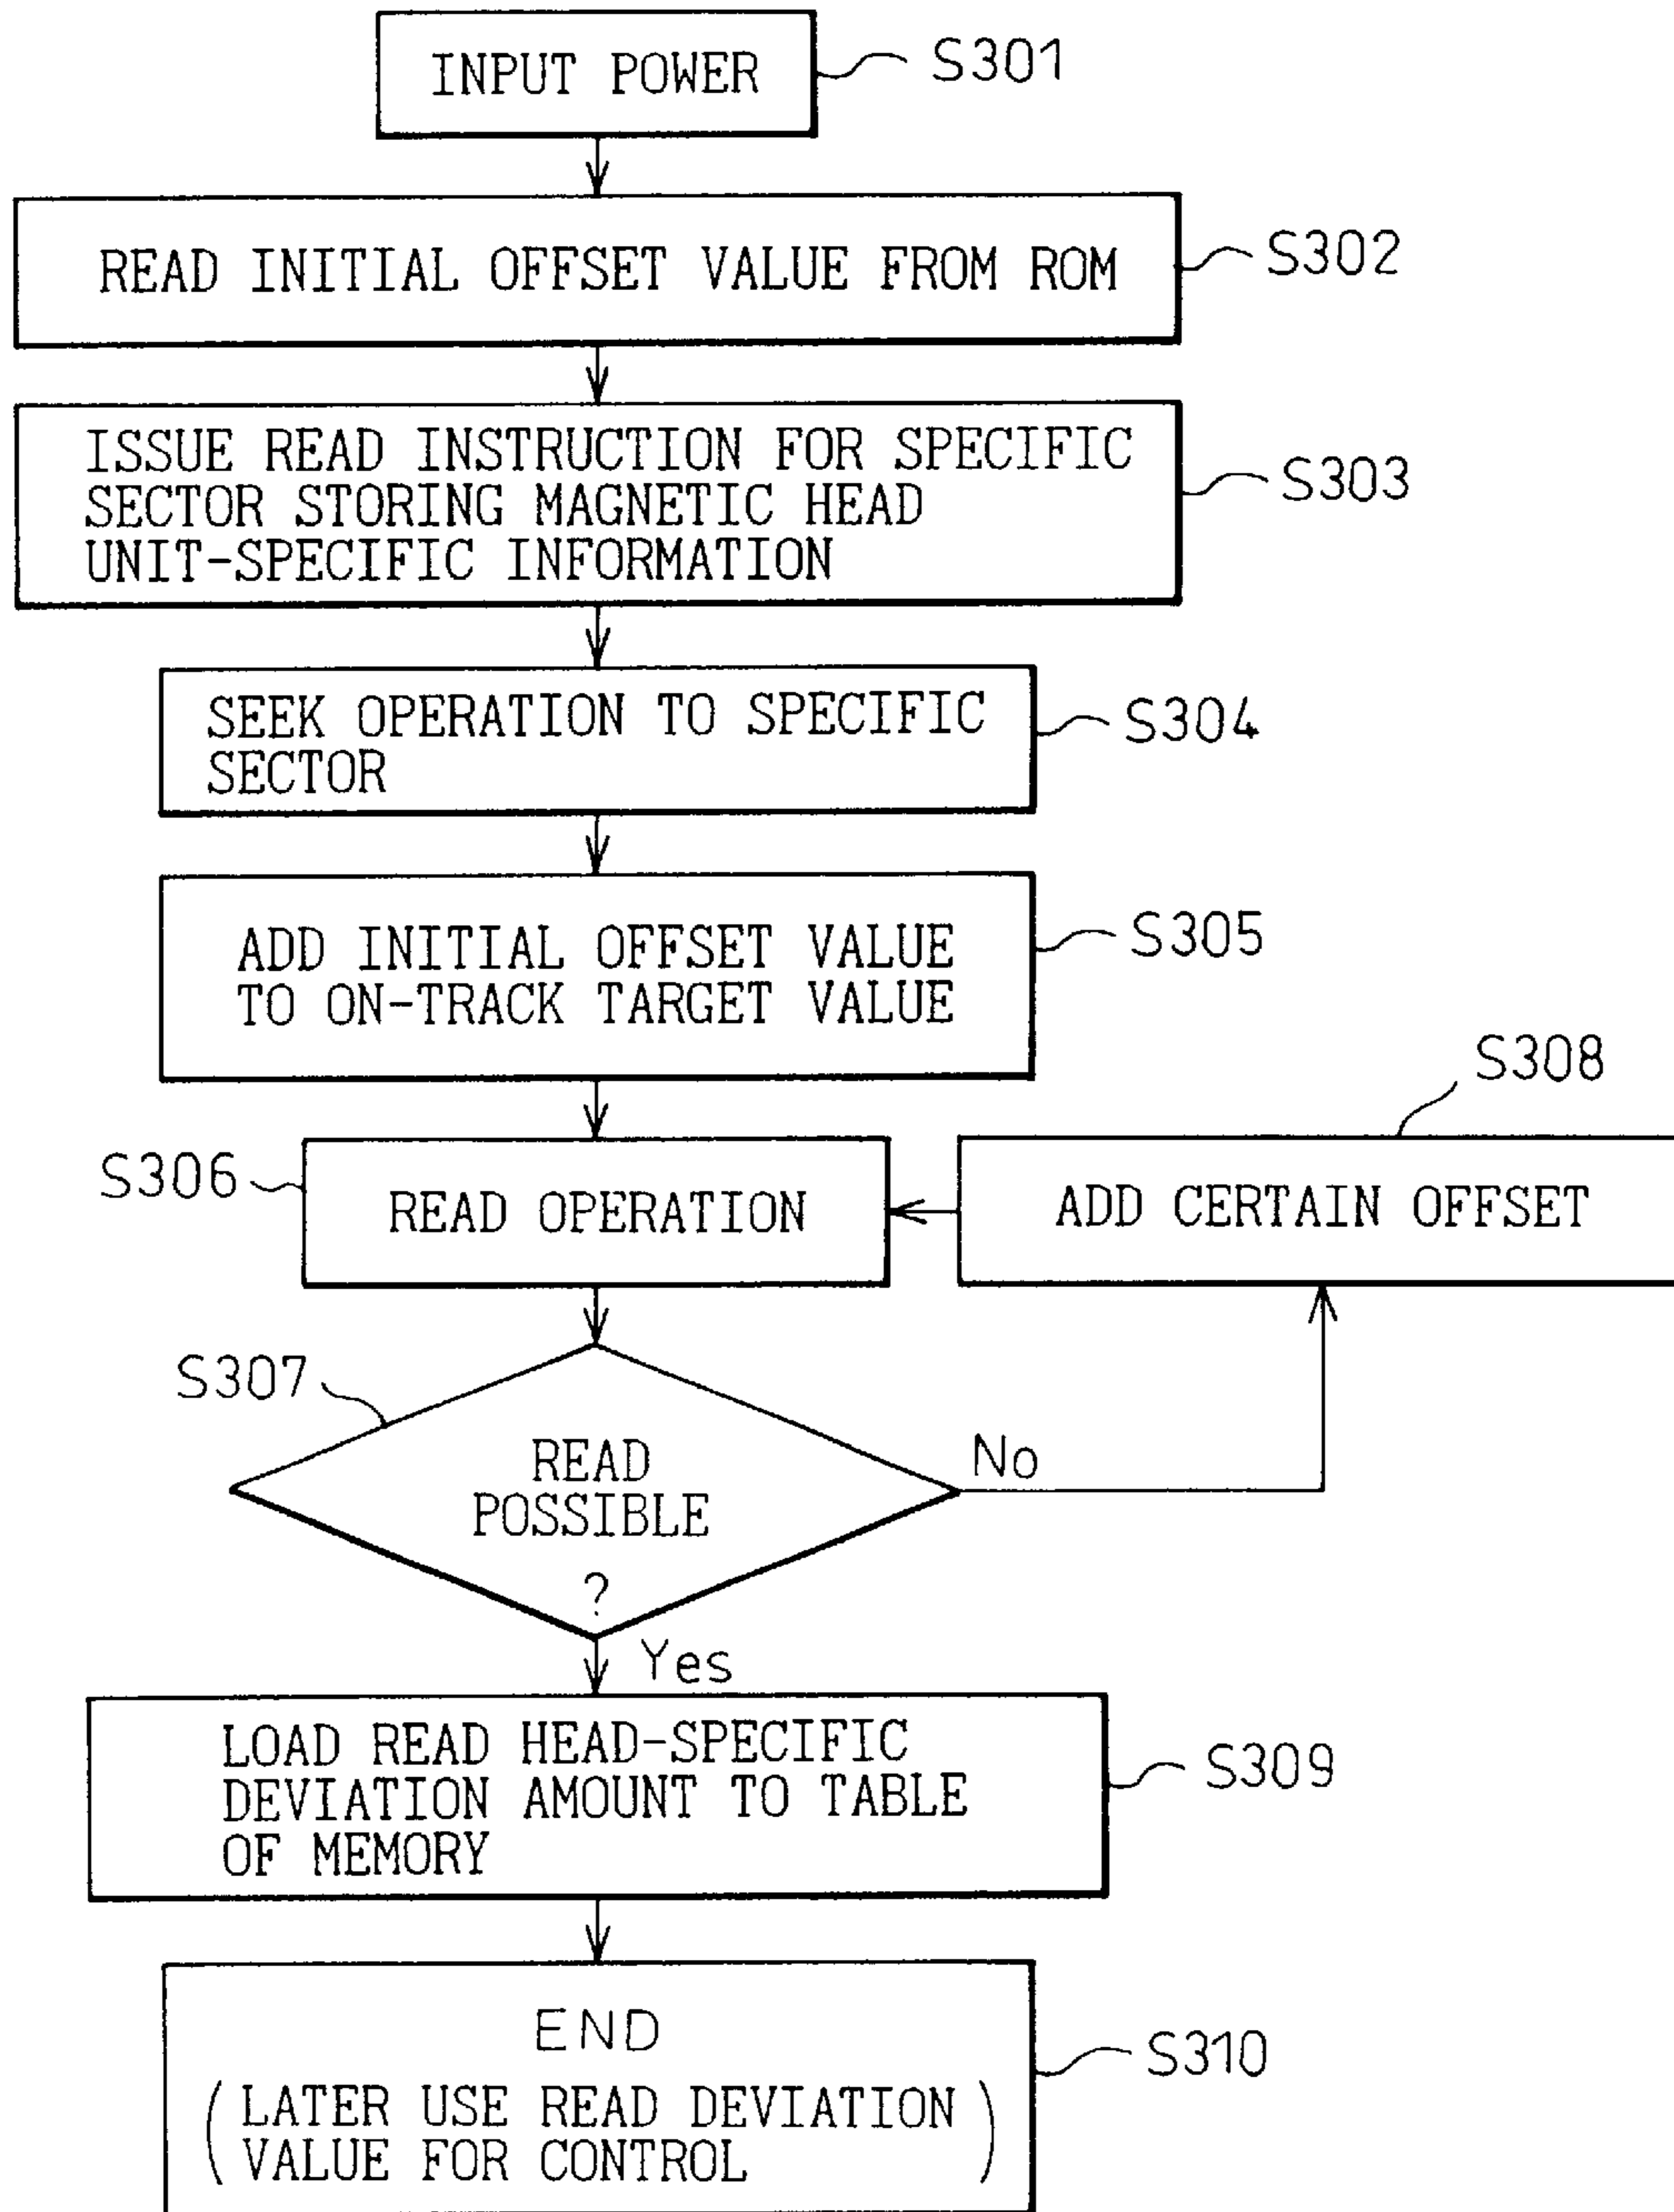 INPUT POWER
S301
READ INITIAL OFFSET VALUE FROM ROM
S302
ISSUE READ INSTRUCTION FOR SPECIFIC
SECTOR STORING MAGNETIC HEAD
UNIT-SPECIFIC INFORMATION
S303
SEEK OPERATION TO SPECIFIC
SECTOR
S304
ADD INITIAL OFFSET VALUE
TO ON-TRACK TARGET VALUE
S305
S306
READ OPERATION
S308
ADD CERTAIN OFFSET
S307
READ
POSSIBLE
?
No
Yes
LOAD READ HEAD-SPECIFIC
DEVIATION AMOUNT TO TABLE
OF MEMORY
S309
END
(LATER USE READ DEVIATION
VALUE FOR CONTROL)
S310